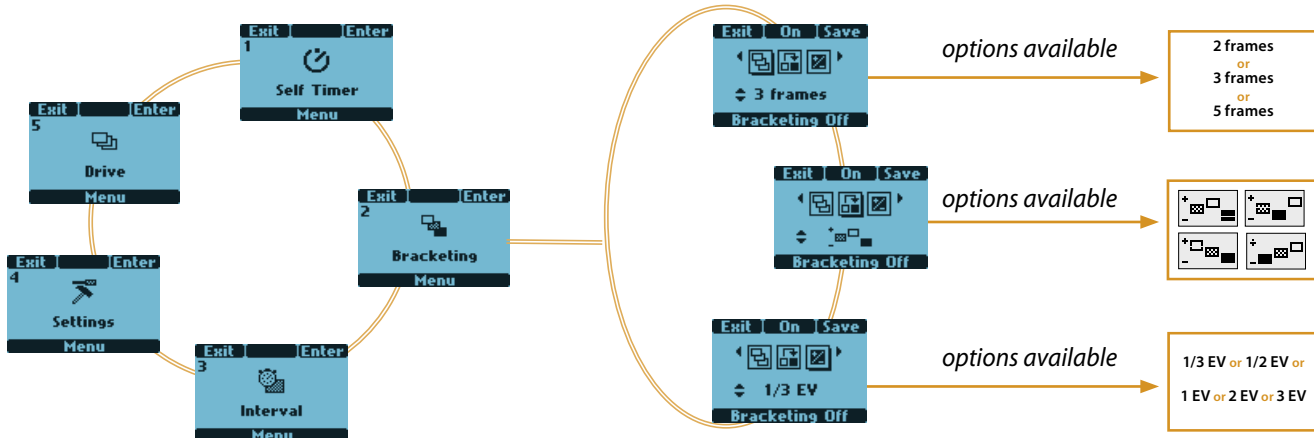 Exit Enter
1
Self Timer
Menu
Exit Enter
5
Drive
Menu
Exit Enter
2
Bracketing
Menu
Exit Enter
4
Settings
Menu
Exit Enter
3
Interval
Menu
Exit On Save
3 frames
Bracketing Off
options available
2 frames
or
3 frames
or
5 frames
Exit On Save
Bracketing Off
options available
Exit On Save
1/3 EV
Bracketing Off
options available
1/3 EV or 1/2 EV or
1 EV or 2 EV or 3 EV